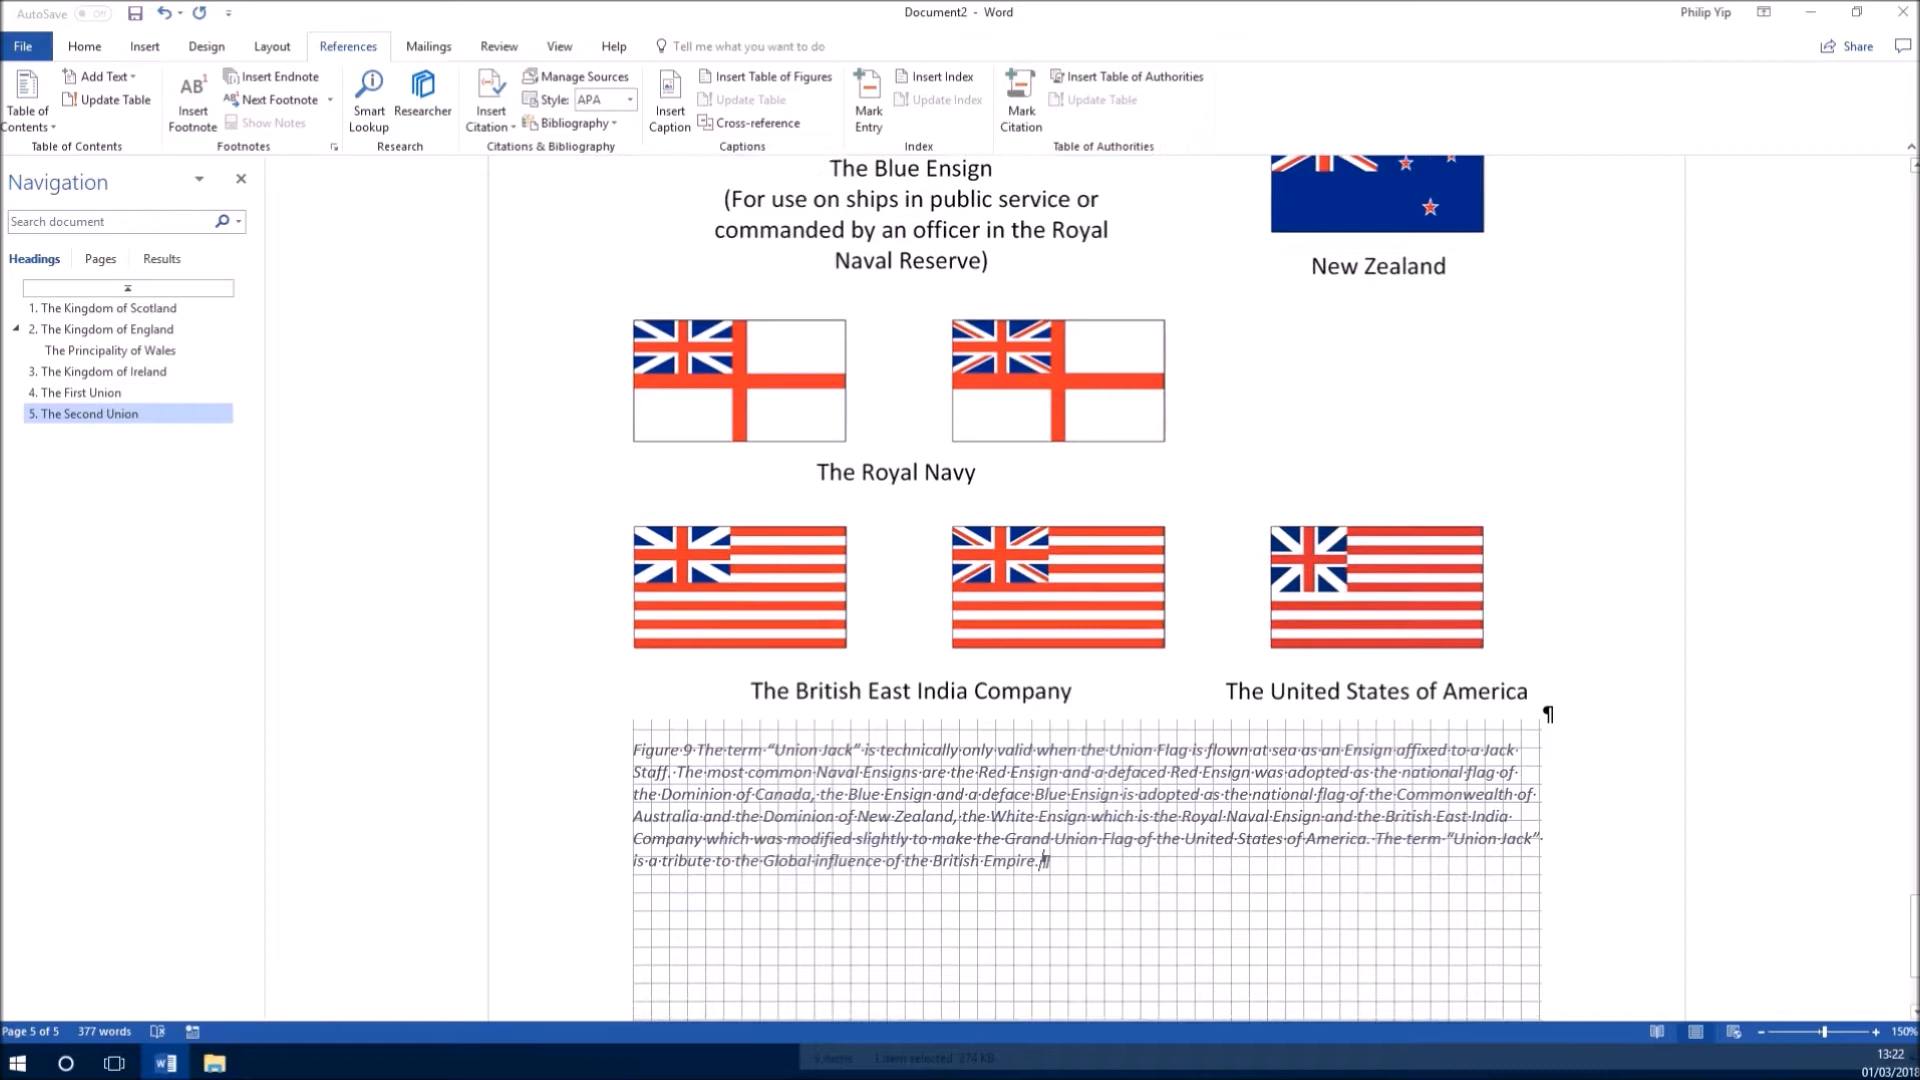 AutoSave Off
Document2 - Word
Philip Yip
File Home Insert Design Layout References Mailings Review View Help Tell me what you want to do
Share
Table of Contents
Add Text
Update Table
Table of Contents
AB1 Insert Footnote
Insert Endnote
Next Footnote
Show Notes
Footnotes
Smart Lookup
Researcher
Research
Insert Citation
Manage Sources
Style: APA
Bibliography
Citations & Bibliography
Insert Caption
Insert Table of Figures
Update Table
Cross-reference
Captions
Mark Entry
Insert Index
Update Index
Index
Mark Citation
Insert Table of Authorities
Update Table
Table of Authorities
Navigation
Search document
Headings Pages Results
1. The Kingdom of Scotland
2. The Kingdom of England
The Principality of Wales
3. The Kingdom of Ireland
4. The First Union
5. The Second Union
The Blue Ensign
(For use on ships in public service or
commanded by an officer in the Royal
Naval Reserve)
New Zealand
The Royal Navy
The British East India Company
The United States of America
Figure 9 The term “Union Jack” is technically only valid when the Union Flag is flown at sea as an Ensign affixed to a Jack
Staff. The most common Naval Ensigns are the Red Ensign and a defaced Red Ensign was adopted as the national flag of
the Dominion of Canada, the Blue Ensign and a deface Blue Ensign is adopted as the national flag of the Commonwealth of
Australia and the Dominion of New Zealand, the White Ensign which is the Royal Naval Ensign and the British East India
Company which was modified slightly to make the Grand Union Flag of the United States of America. The term “Union Jack”
is a tribute to the Global influence of the British Empire.
Page 5 of 5 377 words
150%
9 items 1 item selected 274 KB
13:22
01/03/2018